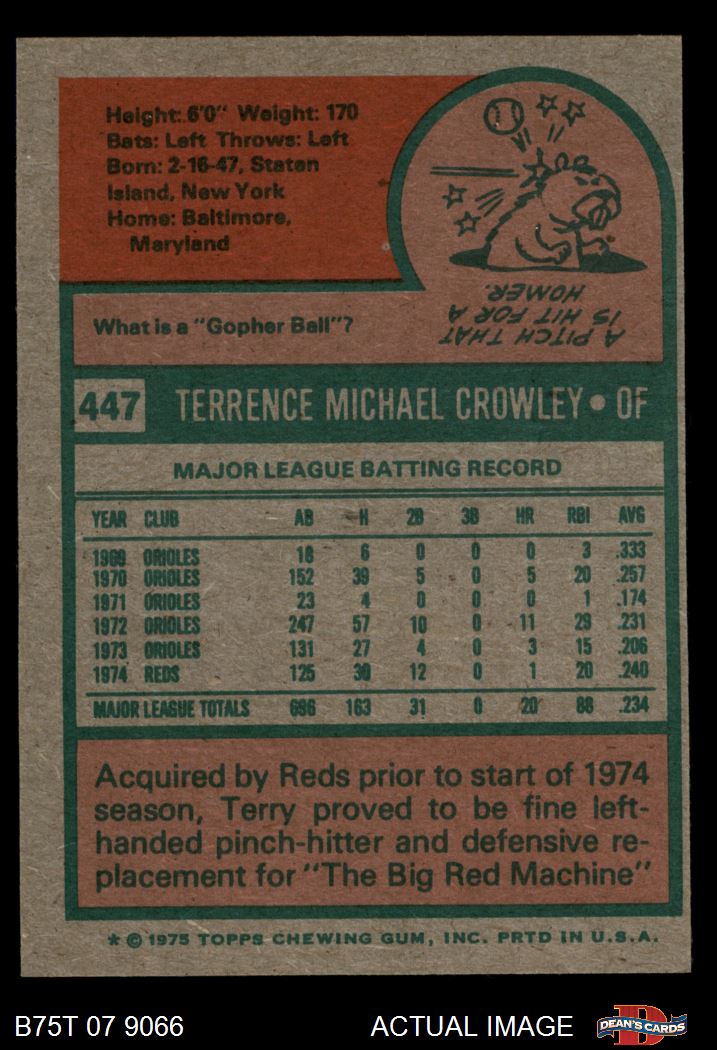 Height: 6'0" Weight: 170
Bats: Left Throws: Left
Born: 2-16-47, Staten
Island, New York
Home: Baltimore,
Maryland
What is a "Gopher Ball"?
A PITCH THAT
IS HIT FOR A
HOMER.
447 TERRENCE MICHAEL CROWLEY • OF
MAJOR LEAGUE BATTING RECORD
YEAR CLUB AB H 2B 3B HR RBI AVG
1969 ORIOLES 18 6 0 0 0 3 .333
1970 ORIOLES 152 39 5 0 5 20 .257
1971 ORIOLES 23 4 0 0 0 1 .174
1972 ORIOLES 247 57 10 0 11 29 .231
1973 ORIOLES 131 27 4 0 3 15 .206
1974 REDS 125 30 12 0 1 20 .240
MAJOR LEAGUE TOTALS 696 163 31 0 20 88 .234
Acquired by Reds prior to start of 1974
season, Terry proved to be fine left-
handed pinch-hitter and defensive re-
placement for "The Big Red Machine"
* © 1975 TOPPS CHEWING GUM, INC. PRTD IN U.S.A.
B75T 07 9066 ACTUAL IMAGE
D
DEAN'S CARDS